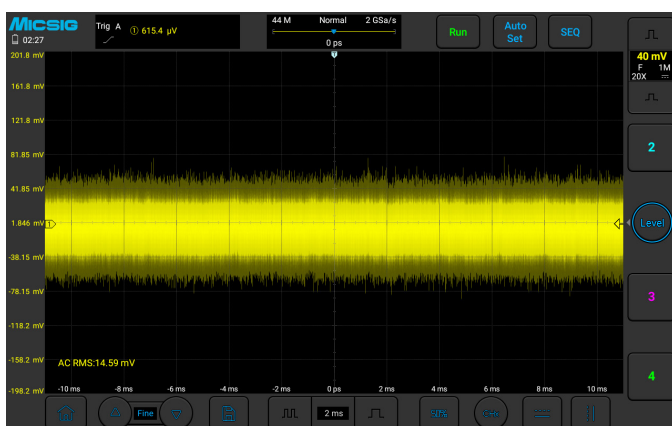 MICSIG
02:27
Trig A
① 615.4 μV
44 M Normal 2 GSa/s
0 ps
Run
Auto Set
SEQ
T
201.8 mV
161.8 mV
121.8 mV
81.85 mV
41.85 mV
1.846 mV
-38.15 mV
-78.15 mV
-118.2 mV
-158.2 mV
-198.2 mV
40 mV
F 1M
20X
2
Level
3
4
AC RMS:14.59 mV
-10 ms -8 ms -6 ms -4 ms -2 ms 0 ps 2 ms 4 ms 6 ms 8 ms 10 ms
Fine
2 ms
50%